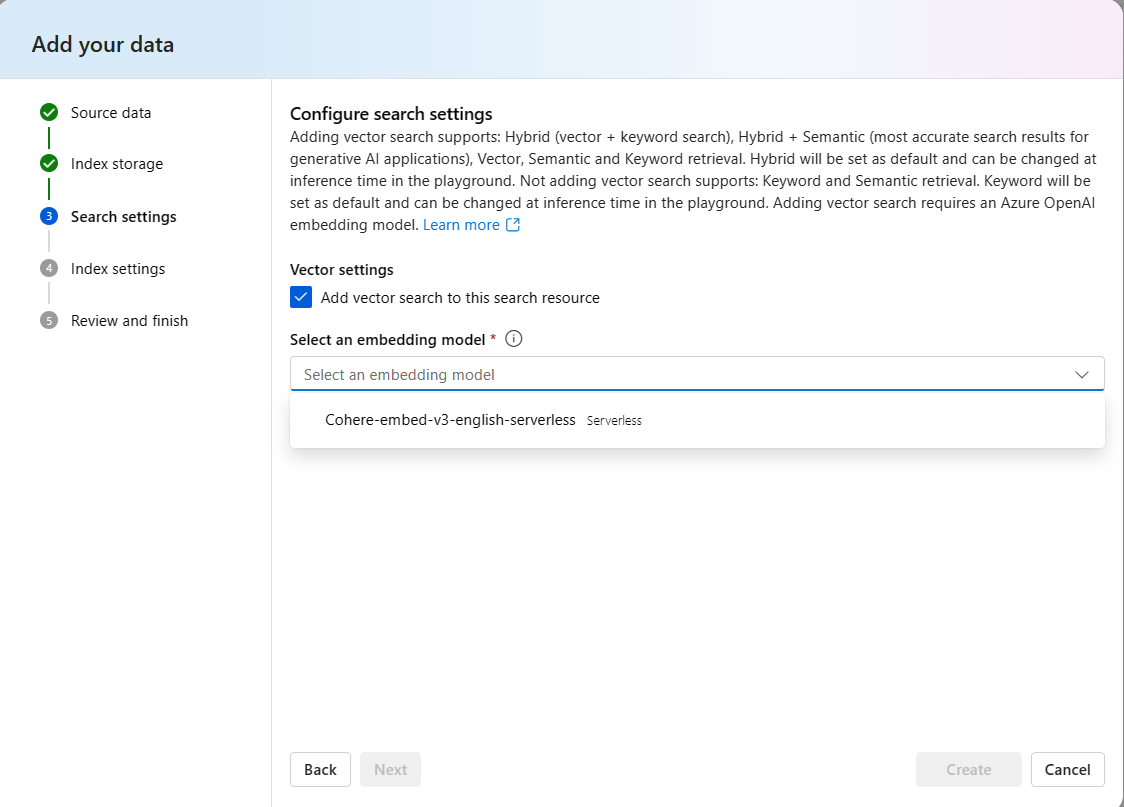 Add your data
Source data
Index storage
3 Search settings
4 Index settings
5 Review and finish
Configure search settings
Adding vector search supports: Hybrid (vector + keyword search), Hybrid + Semantic (most accurate search results for
generative AI applications), Vector, Semantic and Keyword retrieval. Hybrid will be set as default and can be changed at
inference time in the playground. Not adding vector search supports: Keyword and Semantic retrieval. Keyword will be
set as default and can be changed at inference time in the playground. Adding vector search requires an Azure OpenAI
embedding model. Learn more
Vector settings
Add vector search to this search resource
Select an embedding model *
Select an embedding model
Cohere-embed-v3-english-serverless Serverless
Back Next Create Cancel